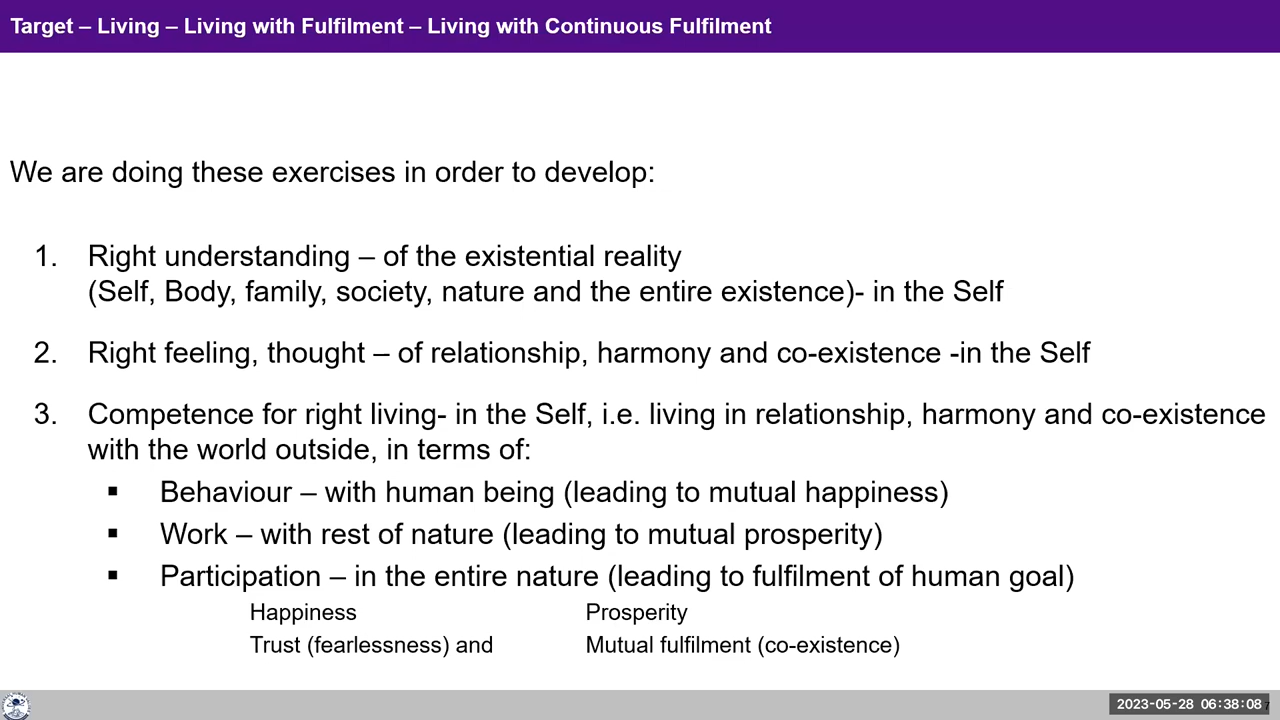 Target – Living – Living with Fulfilment – Living with Continuous Fulfilment
We are doing these exercises in order to develop:
1. Right understanding – of the existential reality
(Self, Body, family, society, nature and the entire existence)- in the Self
2. Right feeling, thought – of relationship, harmony and co-existence -in the Self
3. Competence for right living- in the Self, i.e. living in relationship, harmony and co-existence
with the world outside, in terms of:
▪ Behaviour – with human being (leading to mutual happiness)
▪ Work – with rest of nature (leading to mutual prosperity)
▪ Participation – in the entire nature (leading to fulfilment of human goal)
Happiness Prosperity
Trust (fearlessness) and Mutual fulfilment (co-existence)
2023-05-28 06:38:08 7